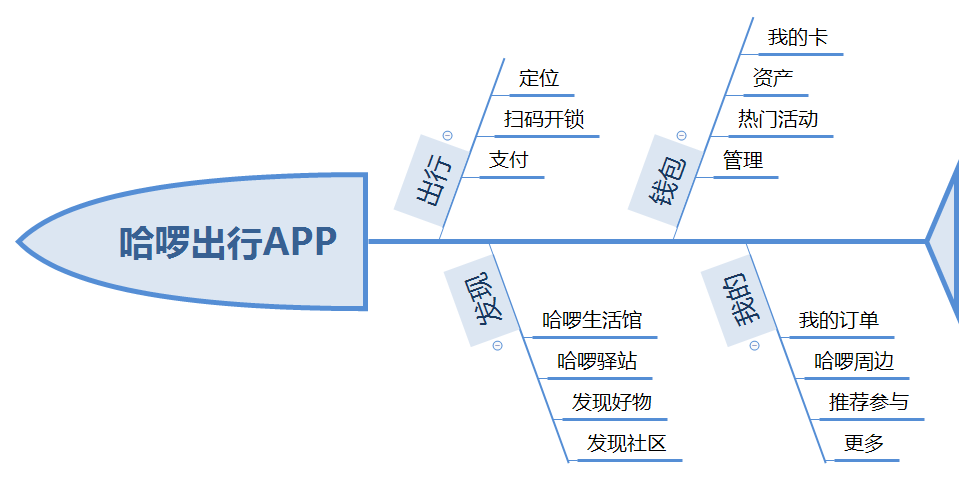 哈啰出行APP
出行
定位
扫码开锁
支付
钱包
我的卡
资产
热门活动
管理
发现
哈啰生活馆
哈啰驿站
发现好物
发现社区
我的
我的订单
哈啰周边
推荐参与
更多